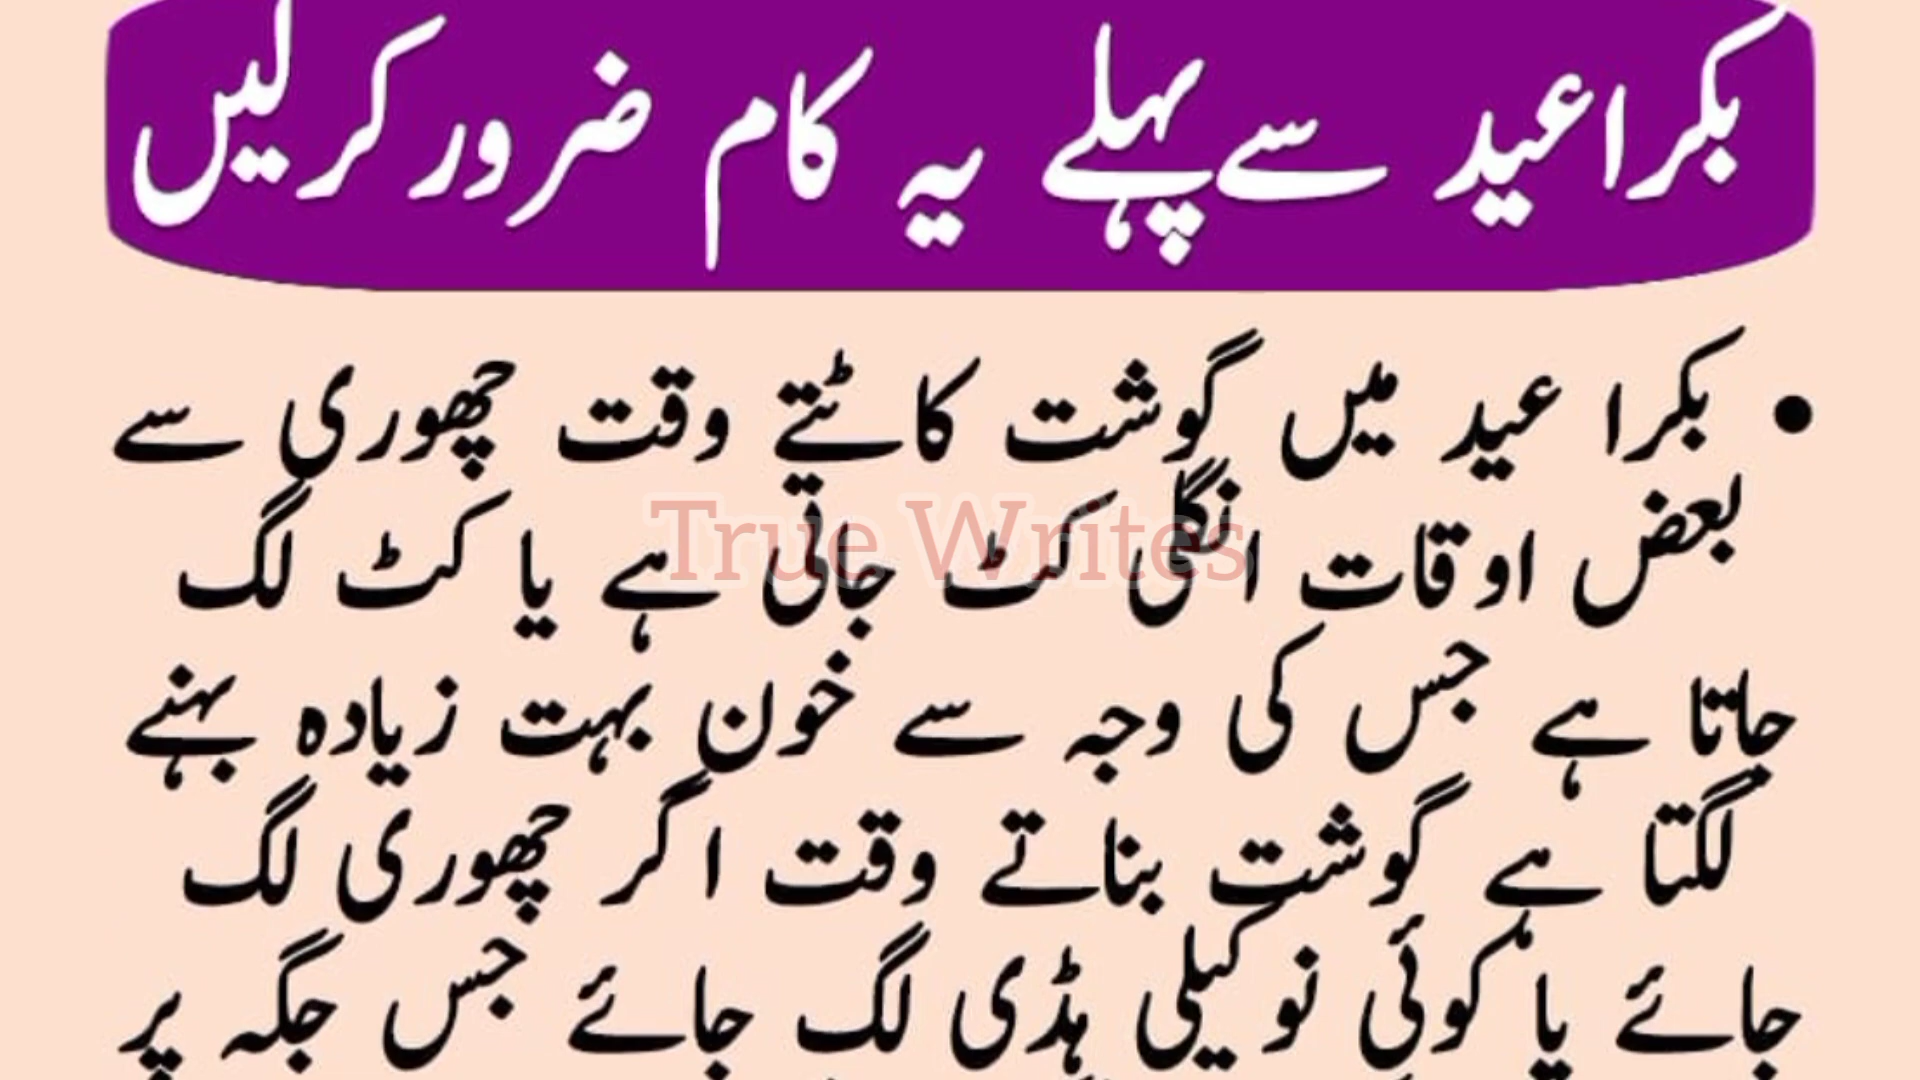 بکرا عید سے پہلے یہ کام ضرور کر لیں
• بکرا عید میں گوشت کاٹتے وقت چھوری سے
بعض اوقات انگلی کٹ جاتی ہے یا کٹ لگ
True Writes
جاتا ہے جس کی وجہ سے خون بہت زیادہ بہنے
لگتا ہے گوشت بناتے وقت اگر چھوری لگ
جائے یا کوئی نوکیلی ہڈی لگ جائے جس جگہ پر